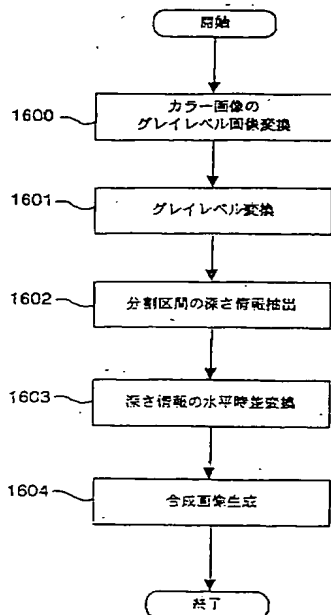 開始
1600
カラー画像の
グレイレベル画像変換
1601
グレイレベル変換
1602
分割区間の深さ情報抽出
1603
深さ情報の水平時差変換
1604
合成画像生成
終了